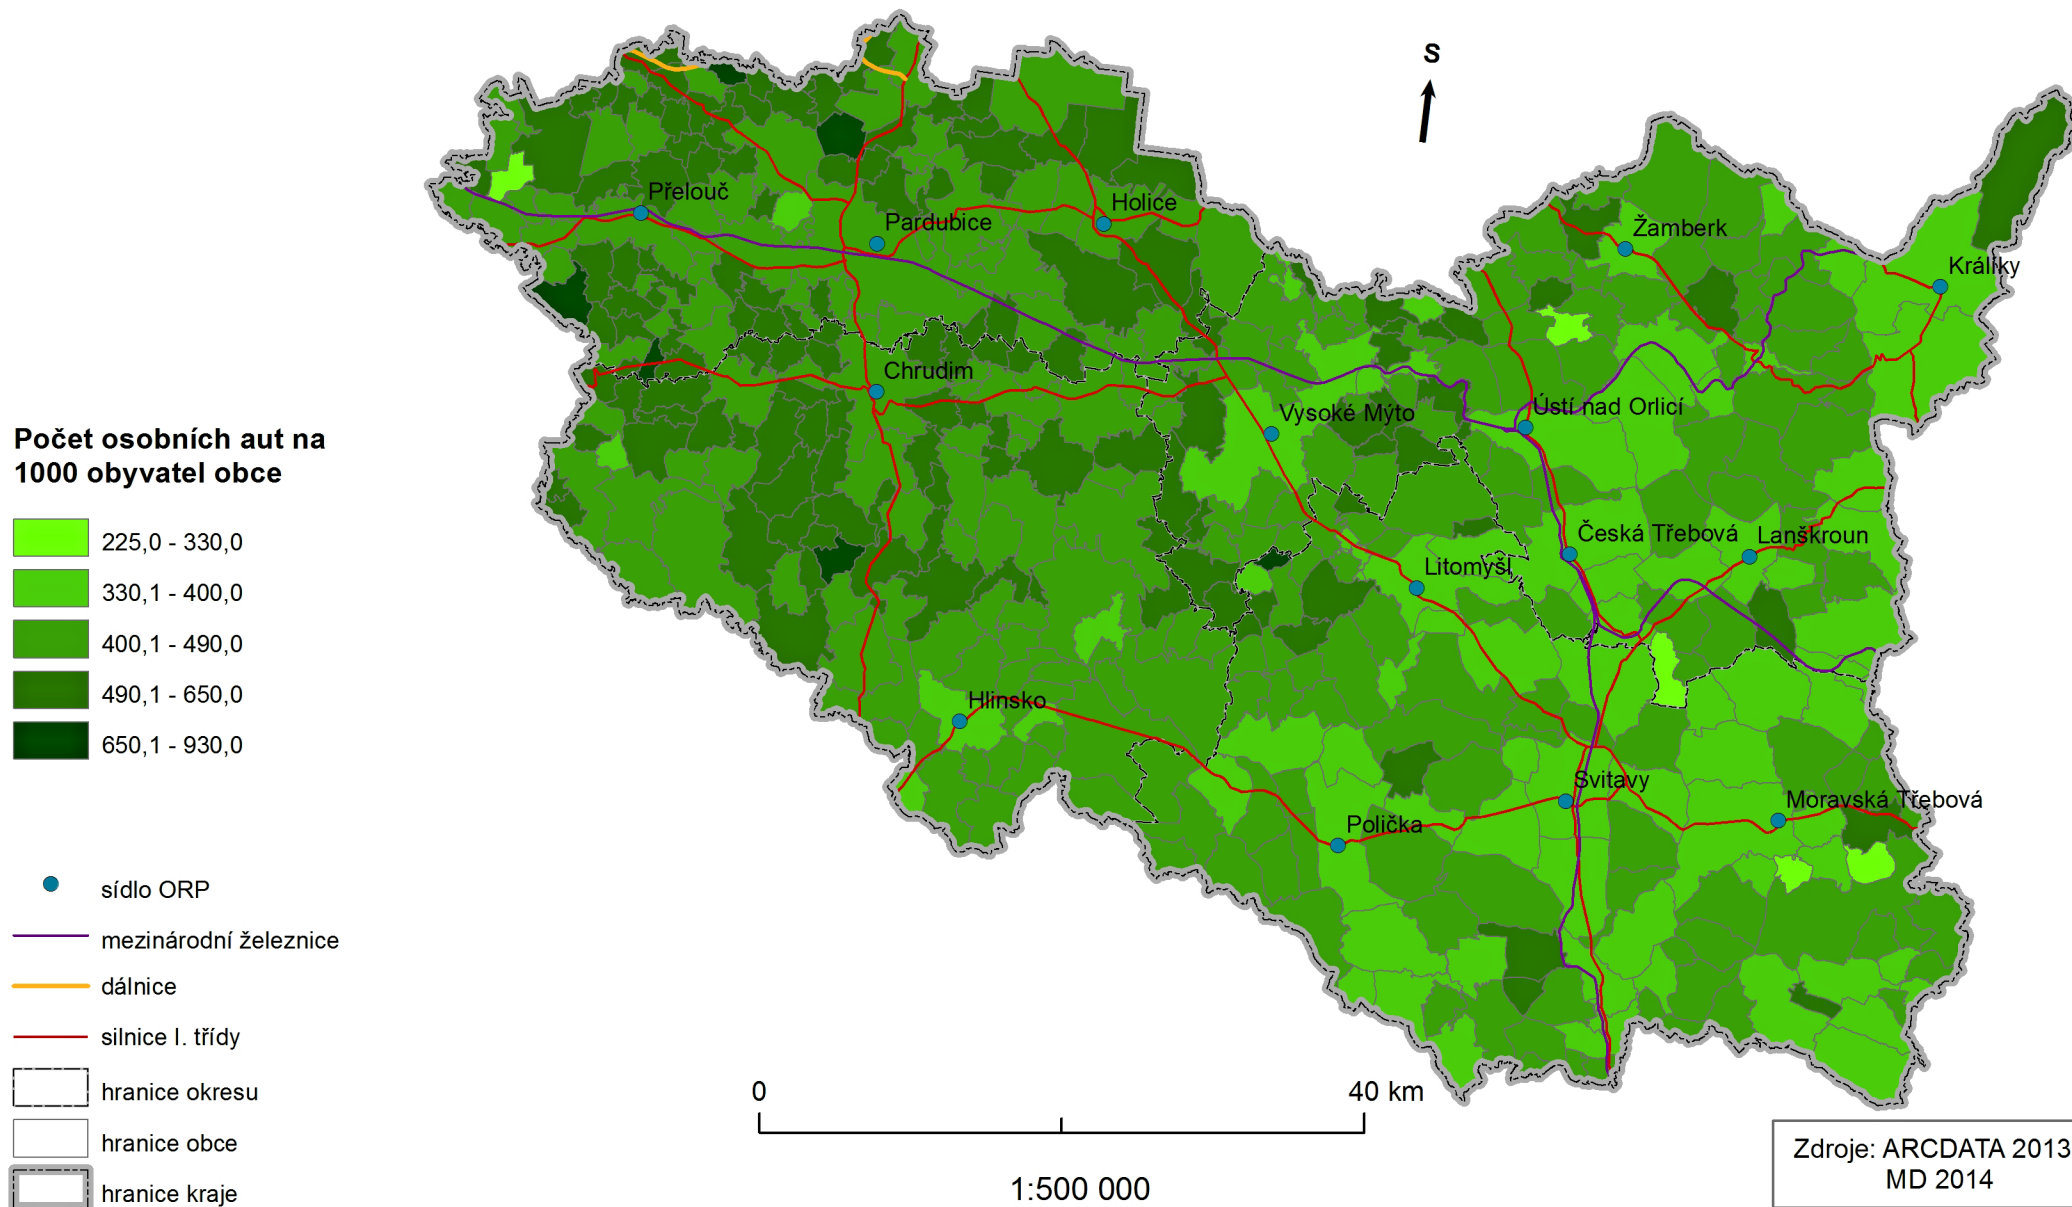 S
Přelouč
Pardubice
Holice
Žamberk
Králíky
Chrudim
Vysoké Mýto
Ústí nad Orlicí
Počet osobních aut na
1000 obyvatel obce
225,0 - 330,0
330,1 - 400,0
400,1 - 490,0
490,1 - 650,0
650,1 - 930,0
Česká Třebová
Lanškroun
Litomyšl
Hlinsko
Svitavy
Moravská Třebová
Polička
sídlo ORP
mezinárodní železnice
dálnice
silnice I. třídy
hranice okresu
hranice obce
hranice kraje
0
40 km
1:500 000
Zdroje: ARCDATA 2013
MD 2014